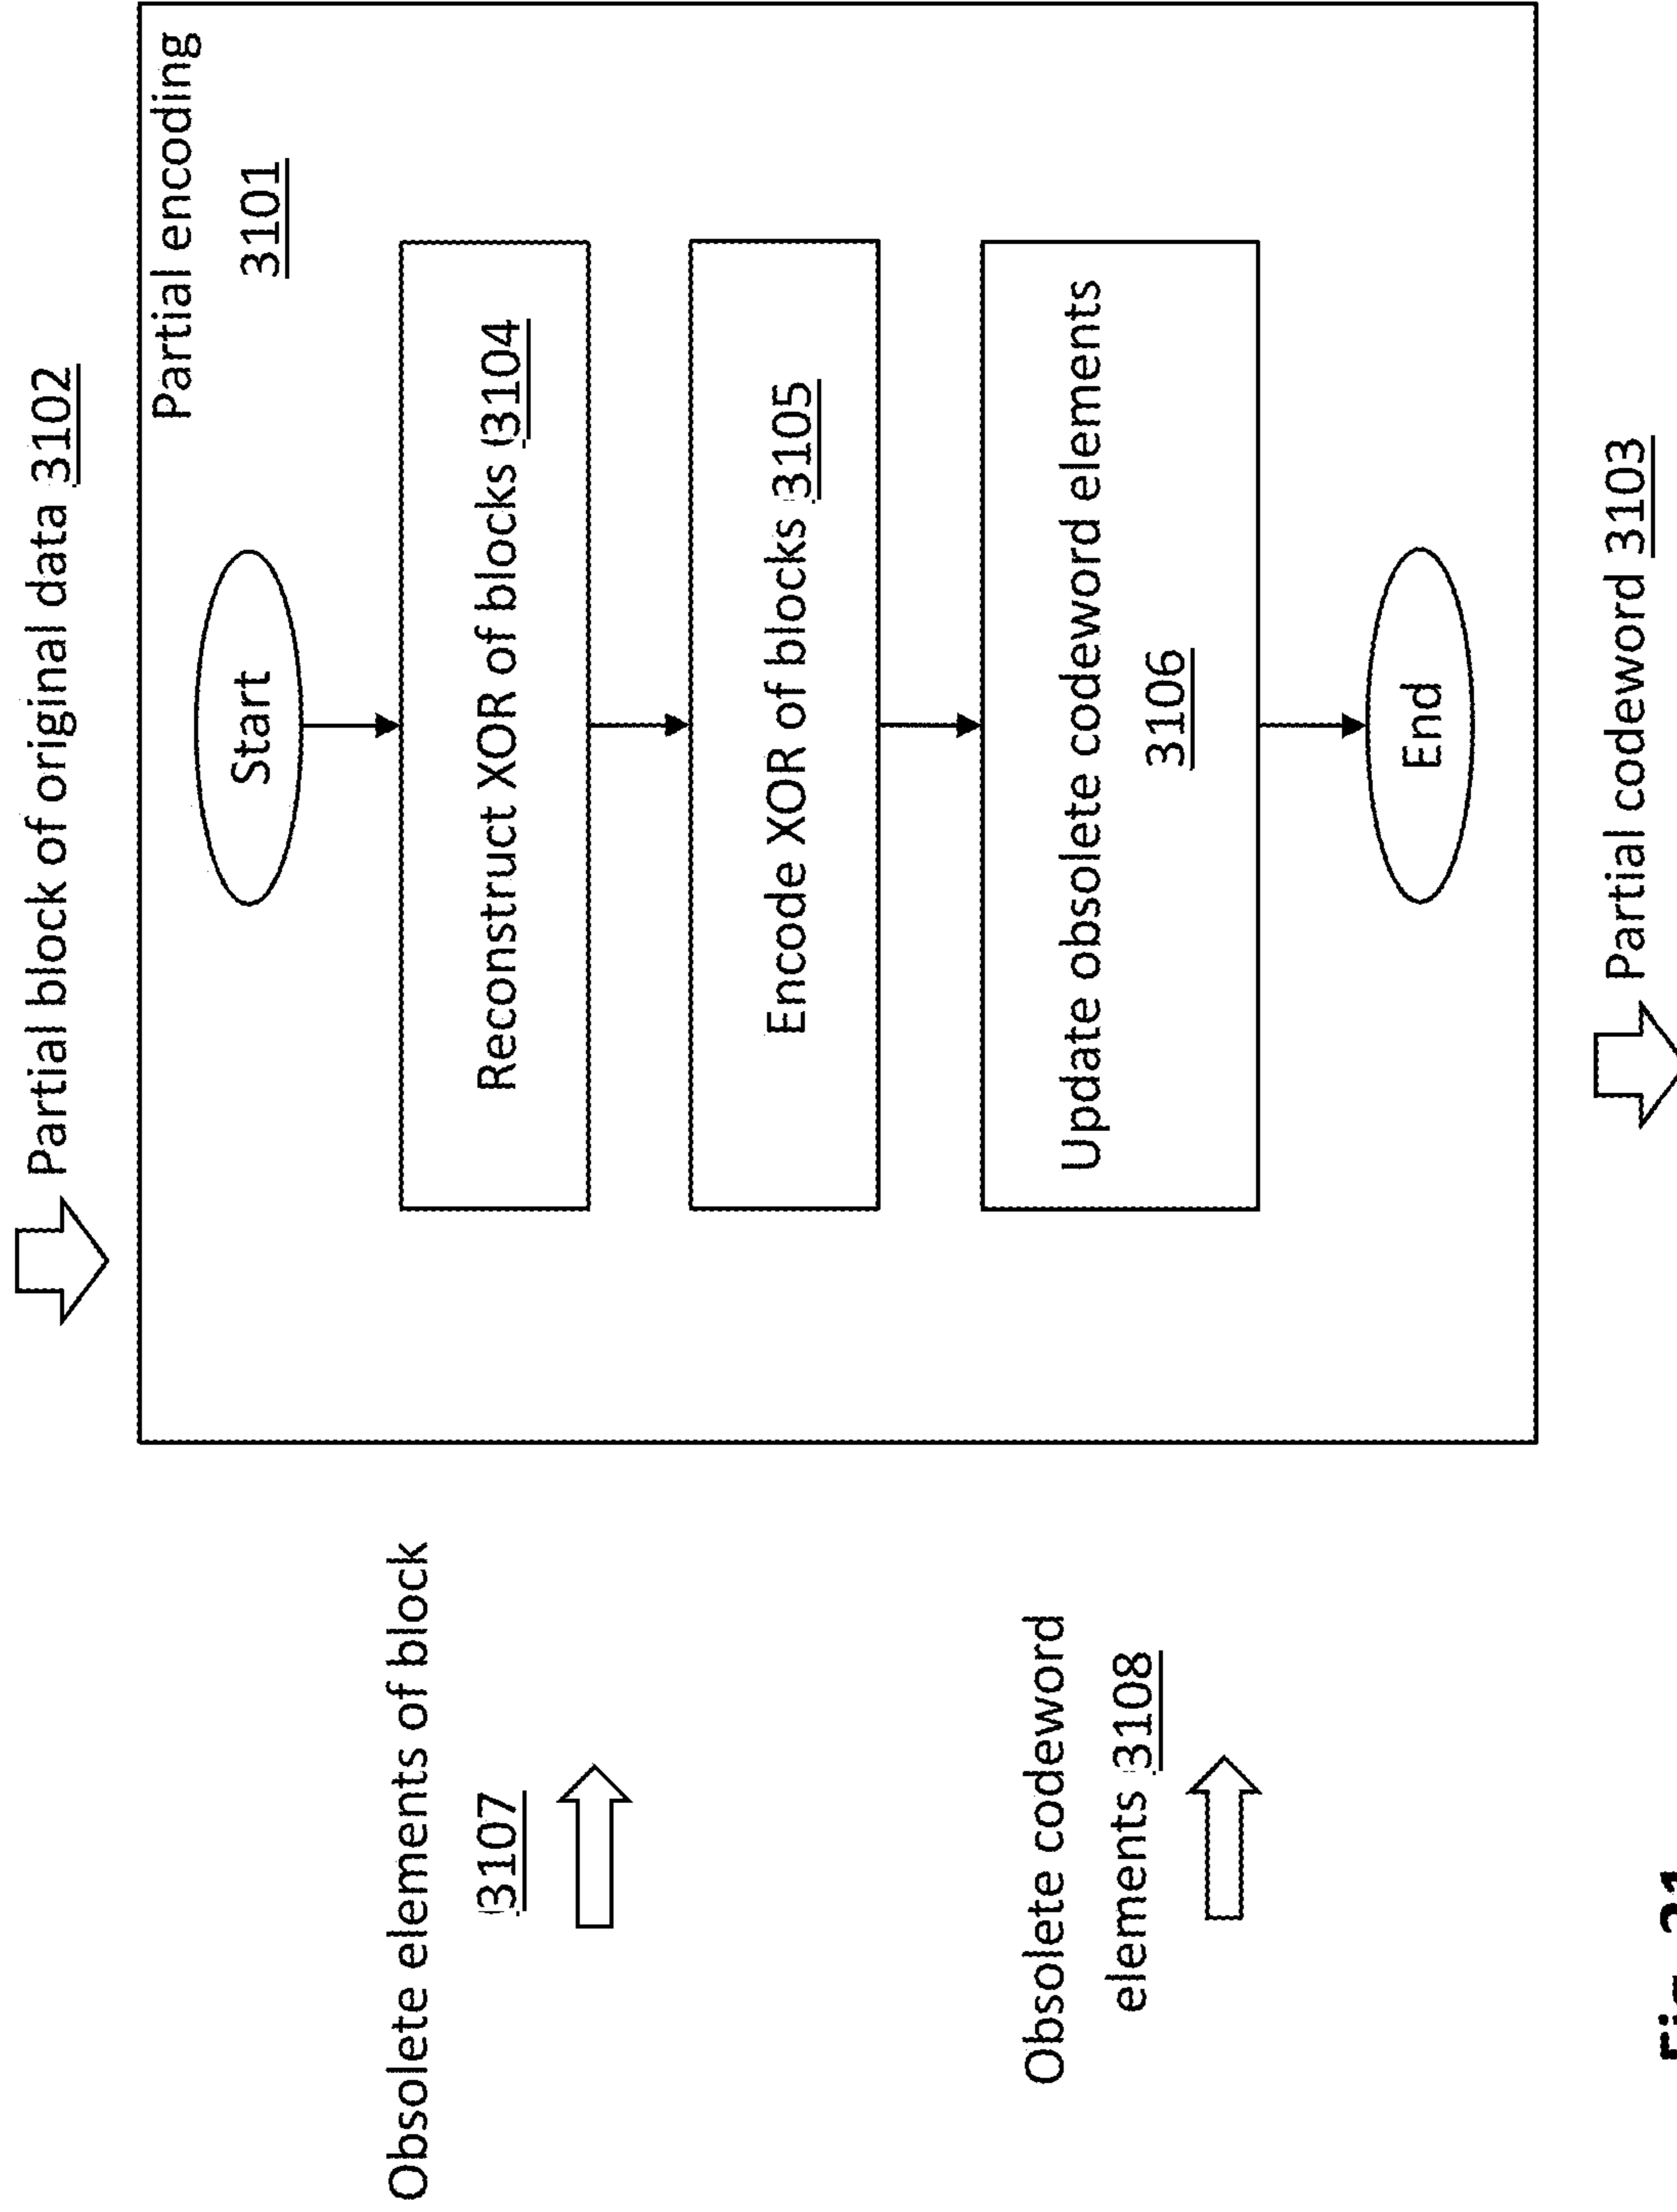 Partial block of original data 3102
Partial encoding
3101
Start
Obsolete elements of block
3107
Reconstruct XOR of blocks 3104
Encode XOR of blocks 3105
Obsolete codeword
elements 3108
Update obsolete codeword elements
3106
End
Partial codeword 3103